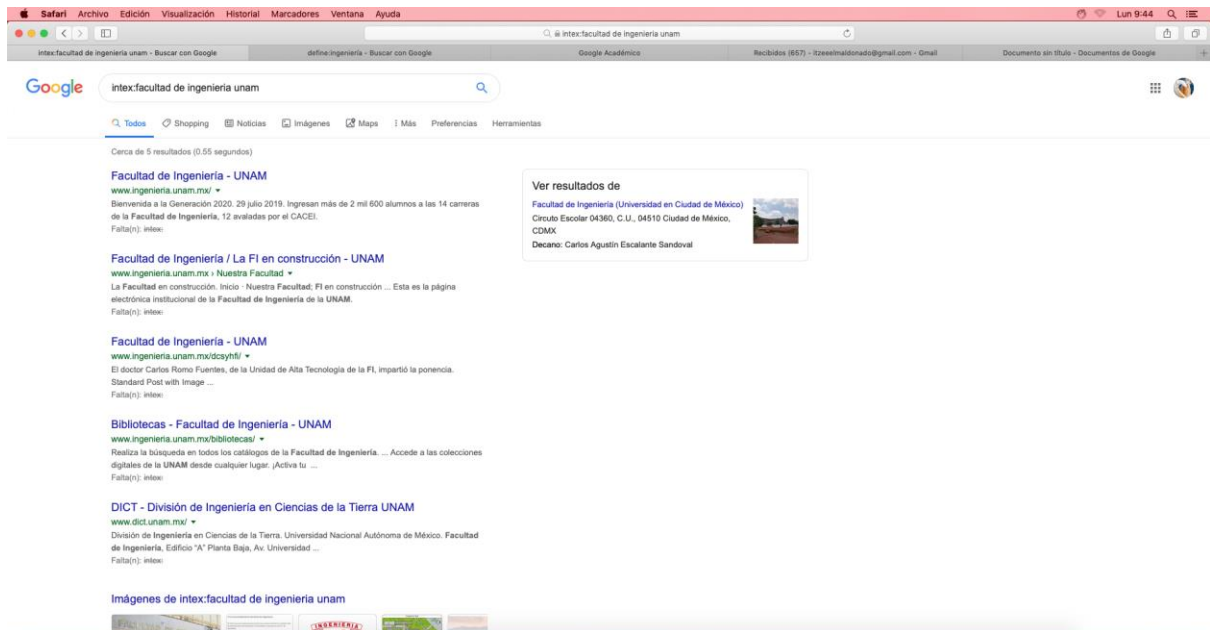 Safari Archivo Edición Visualización Historial Marcadores Ventana Ayuda
Lun 9:44
intex:facultad de ingenieria unam
intex:facultad de ingenieria unam - Buscar con Google
define:ingeniería - Buscar con Google
Google Académico
Recibidos (657) - itzeeelmaldonado@gmail.com - Gmail
Documento sin título - Documentos de Google
Google
intex:facultad de ingenieria unam
Todos Shopping Noticias Imágenes Maps Más Preferencias Herramientas
Cerca de 5 resultados (0.55 segundos)
Facultad de Ingeniería - UNAM
www.ingenieria.unam.mx/
Bienvenida a la Generación 2020. 29 julio 2019. Ingresan más de 2 mil 600 alumnos a las 14 carreras
de la Facultad de Ingeniería, 12 avaladas por el CACEI.
Falta(n): intex:
Facultad de Ingeniería / La FI en construcción - UNAM
www.ingenieria.unam.mx › Nuestra Facultad
La Facultad en construcción. Inicio · Nuestra Facultad; FI en construcción ... Esta es la página
electrónica institucional de la Facultad de Ingeniería de la UNAM.
Falta(n): intex:
Facultad de Ingeniería - UNAM
www.ingenieria.unam.mx/dcsyhfi/
El doctor Carlos Romo Fuentes, de la Unidad de Alta Tecnología de la FI, impartió la ponencia.
Standard Post with Image ...
Falta(n): intex:
Bibliotecas - Facultad de Ingeniería - UNAM
www.ingenieria.unam.mx/bibliotecas/
Realiza la búsqueda en todos los catálogos de la Facultad de Ingeniería. ... Accede a las colecciones
digitales de la UNAM desde cualquier lugar. ¡Activa tu ...
Falta(n): intex:
DICT - División de Ingeniería en Ciencias de la Tierra UNAM
www.dict.unam.mx/
División de Ingeniería en Ciencias de la Tierra. Universidad Nacional Autónoma de México. Facultad
de Ingeniería, Edificio "A" Planta Baja, Av. Universidad ...
Falta(n): intex:
Imágenes de intex:facultad de ingenieria unam
INGENIERIA
Ver resultados de
Facultad de Ingeniería (Universidad en Ciudad de México)
Circuto Escolar 04360, C.U., 04510 Ciudad de México,
CDMX
Decano: Carlos Agustín Escalante Sandoval